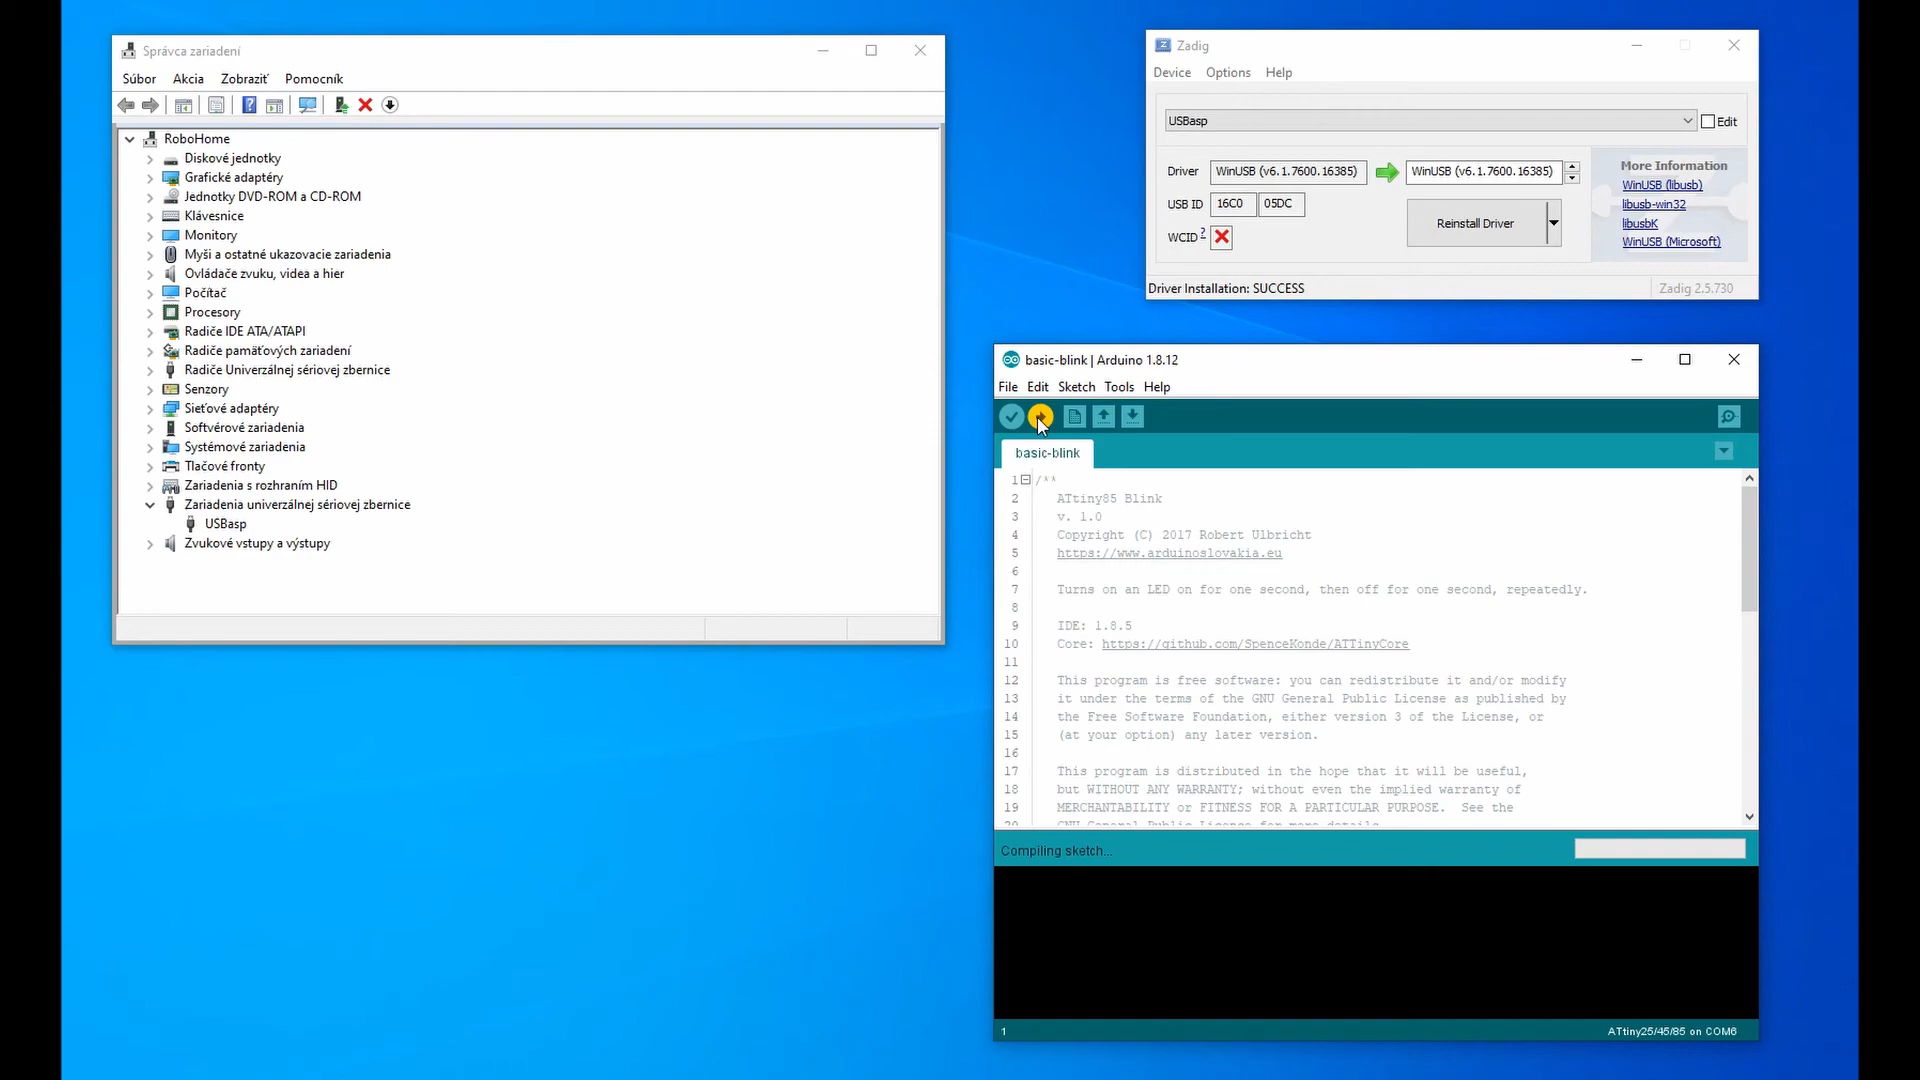 Správca zariadení
Súbor Akcia Zobraziť Pomocník
RoboHome
Diskové jednotky
Grafické adaptéry
Jednotky DVD-ROM a CD-ROM
Klávesnice
Monitory
Myši a ostatné ukazovacie zariadenia
Ovládače zvuku, videa a hier
Počítač
Procesory
Radiče IDE ATA/ATAPI
Radiče pamäťových zariadení
Radiče Univerzálnej sériovej zbernice
Senzory
Sieťové adaptéry
Softvérové zariadenia
Systémové zariadenia
Tlačové fronty
Zariadenia s rozhraním HID
Zariadenia univerzálnej sériovej zbernice
USBasp
Zvukové vstupy a výstupy
Zadig
Device Options Help
USBasp Edit
Driver WinUSB (v6.1.7600.16385) WinUSB (v6.1.7600.16385)
USB ID 16C0 05DC
WCID ?
Reinstall Driver
More Information
WinUSB (libusb)
libusb-win32
libusbK
WinUSB (Microsoft)
Driver Installation: SUCCESS Zadig 2.5.730
basic-blink | Arduino 1.8.12
File Edit Sketch Tools Help
basic-blink
1 /**
2 ATtiny85 Blink
3 v. 1.0
4 Copyright (C) 2017 Robert Ulbricht
5 https://www.arduinoslovakia.eu
6
7 Turns on an LED on for one second, then off for one second, repeatedly.
8
9 IDE: 1.8.5
10 Core: https://github.com/SpenceKonde/ATTinyCore
11
12 This program is free software: you can redistribute it and/or modify
13 it under the terms of the GNU General Public License as published by
14 the Free Software Foundation, either version 3 of the License, or
15 (at your option) any later version.
16
17 This program is distributed in the hope that it will be useful,
18 but WITHOUT ANY WARRANTY; without even the implied warranty of
19 MERCHANTABILITY or FITNESS FOR A PARTICULAR PURPOSE. See the
20 GNU General Public License for more details.
Compiling sketch...
1 ATtiny25/45/85 on COM6